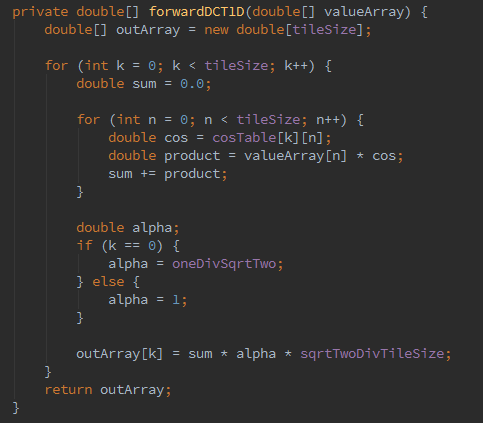 private double[] forwardDCT1D(double[] valueArray) {
    double[] outArray = new double[tileSize];

    for (int k = 0; k < tileSize; k++) {
        double sum = 0.0;

        for (int n = 0; n < tileSize; n++) {
            double cos = cosTable[k][n];
            double product = valueArray[n] * cos;
            sum += product;
        }

        double alpha;
        if (k == 0) {
            alpha = oneDivSqrtTwo;
        } else {
            alpha = 1;
        }

        outArray[k] = sum * alpha * sqrtTwoDivTileSize;
    }
    return outArray;
}